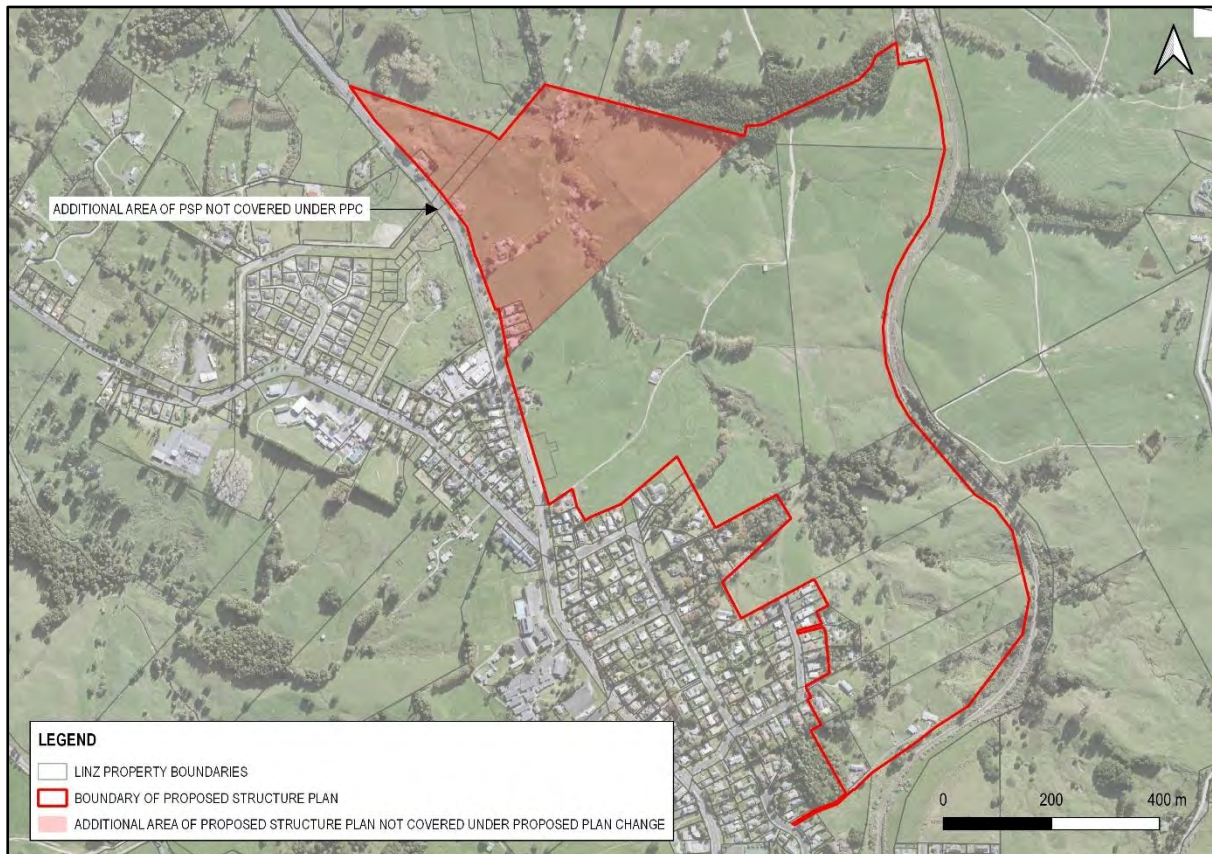 ADDITIONAL AREA OF PSP NOT COVERED UNDER PPC
LEGEND
LINZ PROPERTY BOUNDARIES
BOUNDARY OF PROPOSED STRUCTURE PLAN
ADDITIONAL AREA OF PROPOSED STRUCTURE PLAN NOT COVERED UNDER PROPOSED PLAN CHANGE
0 200 400 m